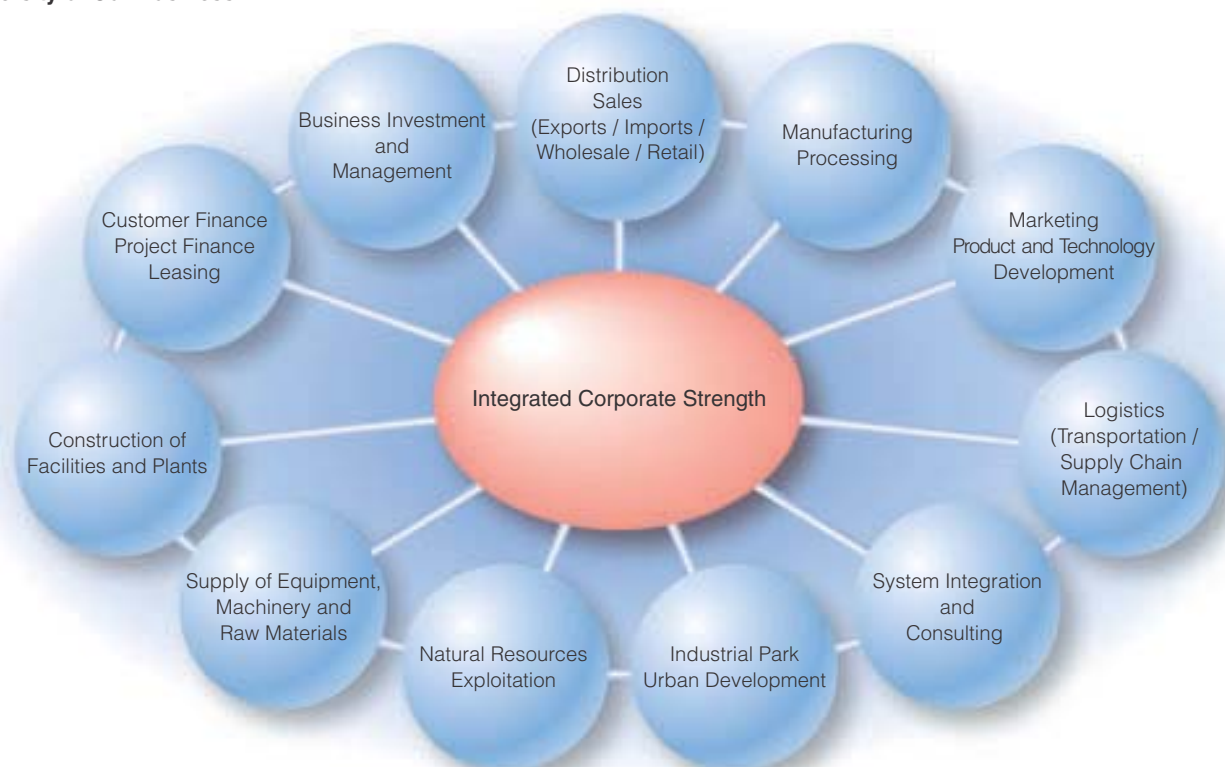 Distribution
Sales
(Exports / Imports /
Wholesale / Retail)
Manufacturing
Processing
Marketing
Product and Technology
Development
Logistics
(Transportation /
Supply Chain
Management)
System Integration
and
Consulting
Industrial Park
Urban Development
Natural Resources
Exploitation
Supply of Equipment,
Machinery and
Raw Materials
Construction of
Facilities and Plants
Customer Finance
Project Finance
Leasing
Business Investment
and
Management
Integrated Corporate Strength